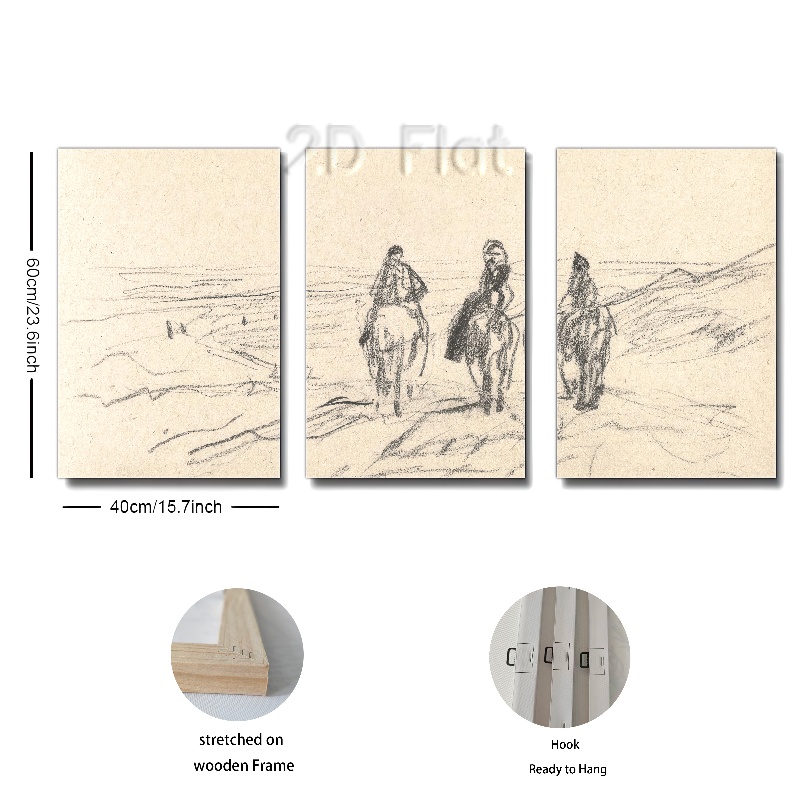 2D Flat
60cm/23.6inch
40cm/15.7inch
stretched on
wooden Frame
Hook
Ready to Hang